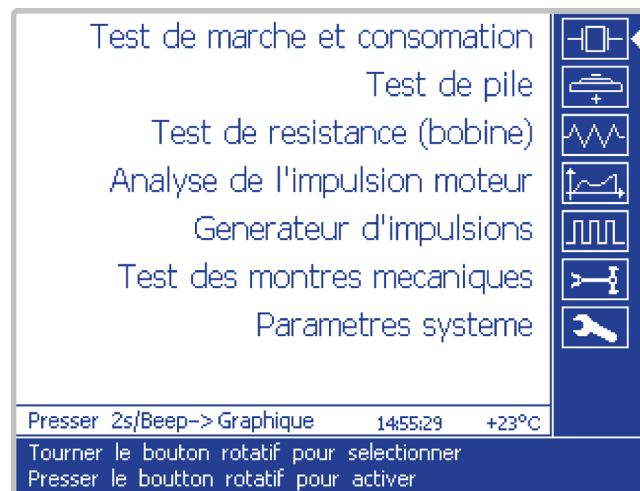 Test de marche et consomation
Test de pile
Test de resistance (bobine)
Analyse de l'impulsion moteur
Generateur d'impulsions
Test des montres mecaniques
Parametres systeme
Presser 2s/Beep-> Graphique 14:55:29 +23°C
Tourner le bouton rotatif pour selectionner
Presser le boutton rotatif pour activer